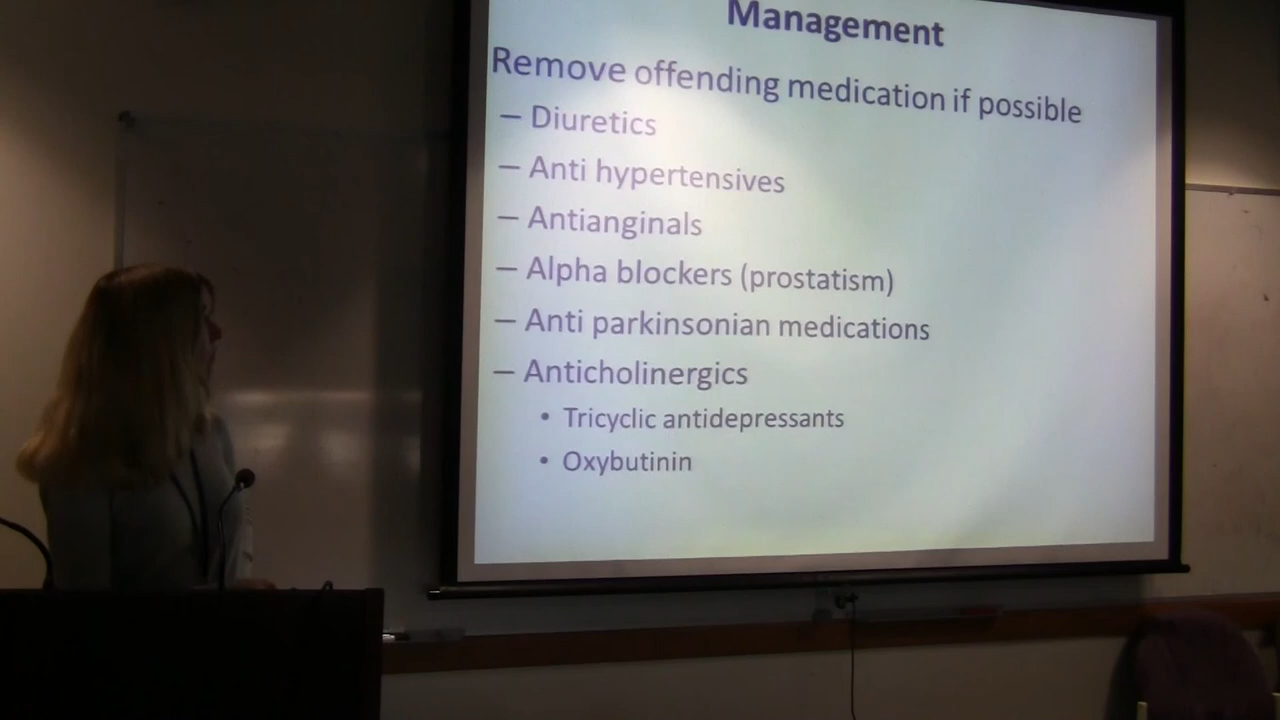 Management
Remove offending medication if possible
– Diuretics
– Anti hypertensives
– Antianginals
– Alpha blockers (prostatism)
– Anti parkinsonian medications
– Anticholinergics
• Tricyclic antidepressants
• Oxybutinin